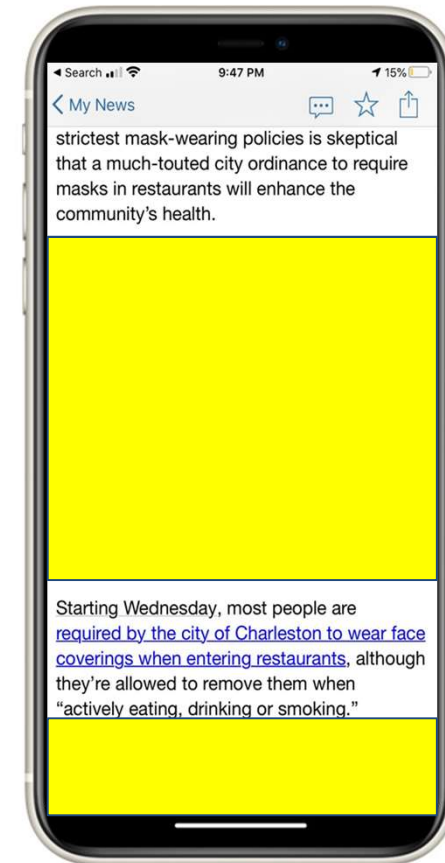 ◀ Search
9:47 PM
15%
My News
strictest mask-wearing policies is skeptical
that a much-touted city ordinance to require
masks in restaurants will enhance the
community’s health.
Starting Wednesday, most people are
required by the city of Charleston to wear face
coverings when entering restaurants, although
they’re allowed to remove them when
“actively eating, drinking or smoking.”